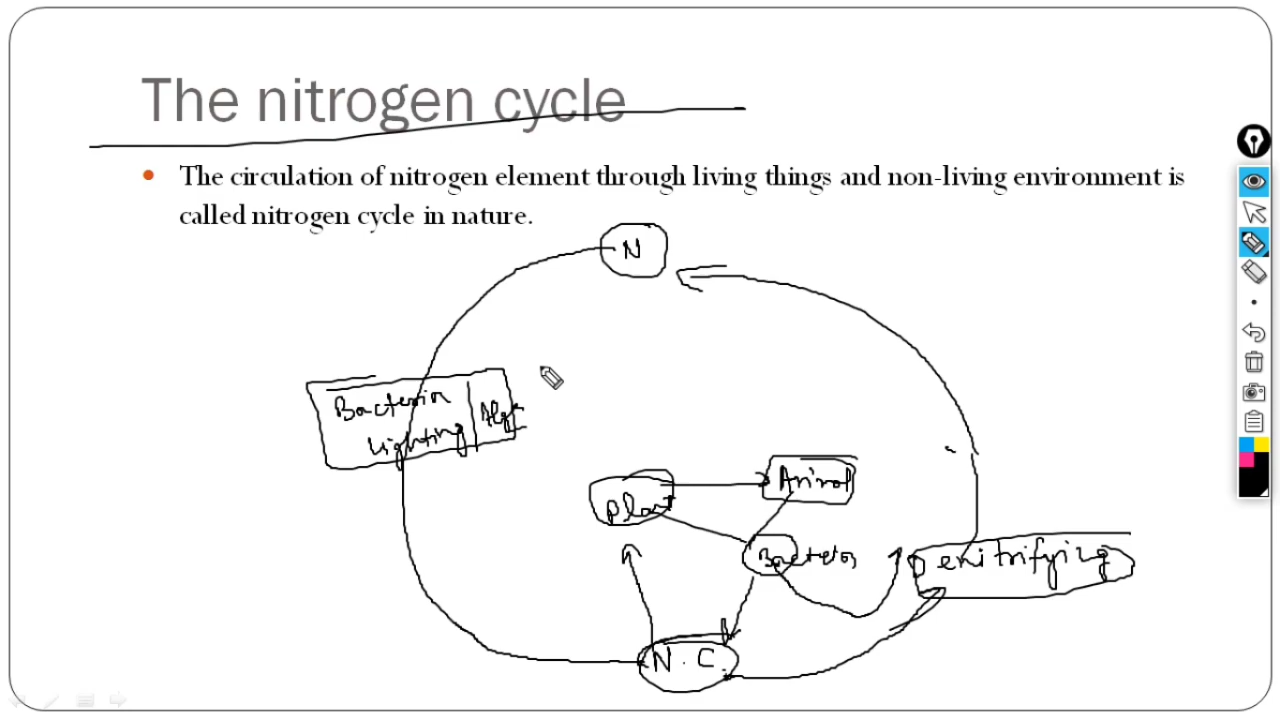 The nitrogen cycle
• The circulation of nitrogen element through living things and non-living environment is
called nitrogen cycle in nature.
N
Bacteria
Lighting
Plant
Animal
Denitrifying
N.C.